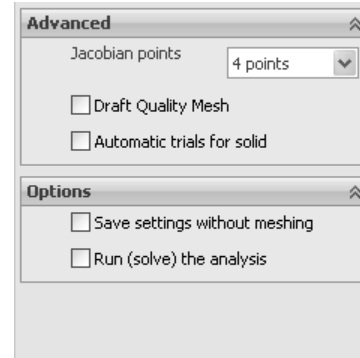 Advanced
Jacobian points
4 points
Draft Quality Mesh
Automatic trials for solid
Options
Save settings without meshing
Run (solve) the analysis